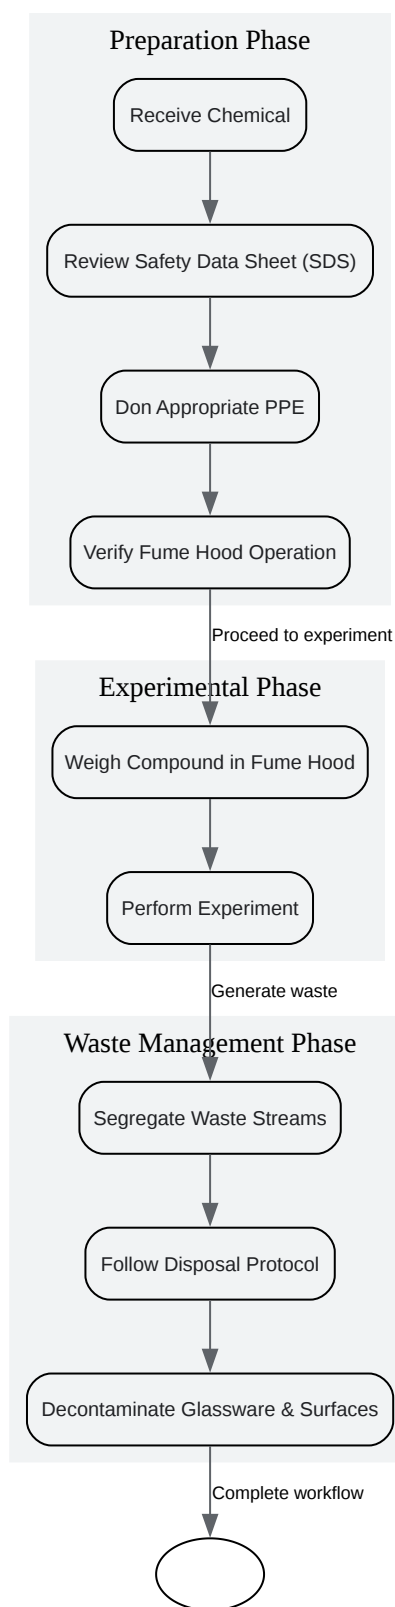 Preparation Phase
Receive Chemical
Review Safety Data Sheet (SDS)
Don Appropriate PPE
Verify Fume Hood Operation
Proceed to experiment
Experimental Phase
Weigh Compound in Fume Hood
Perform Experiment
Generate waste
Waste Management Phase
Segregate Waste Streams
Follow Disposal Protocol
Decontaminate Glassware & Surfaces
Complete workflow